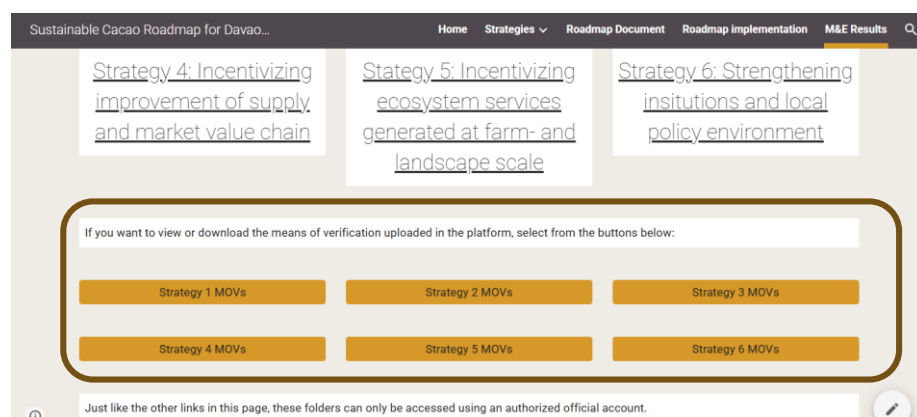 Sustainable Cacao Roadmap for Davao... Home Strategies Roadmap Document Roadmap implementation M&E Results
Strategy 4: Incentivizing
improvement of supply
and market value chain
Stategy 5: Incentivizing
ecosystem services
generated at farm- and
landscape scale
Strategy 6: Strengthening
insitutions and local
policy environment
If you want to view or download the means of verification uploaded in the platform, select from the buttons below:
Strategy 1 MOVs Strategy 2 MOVs Strategy 3 MOVs
Strategy 4 MOVs Strategy 5 MOVs Strategy 6 MOVs
Just like the other links in this page, these folders can only be accessed using an authorized official account.